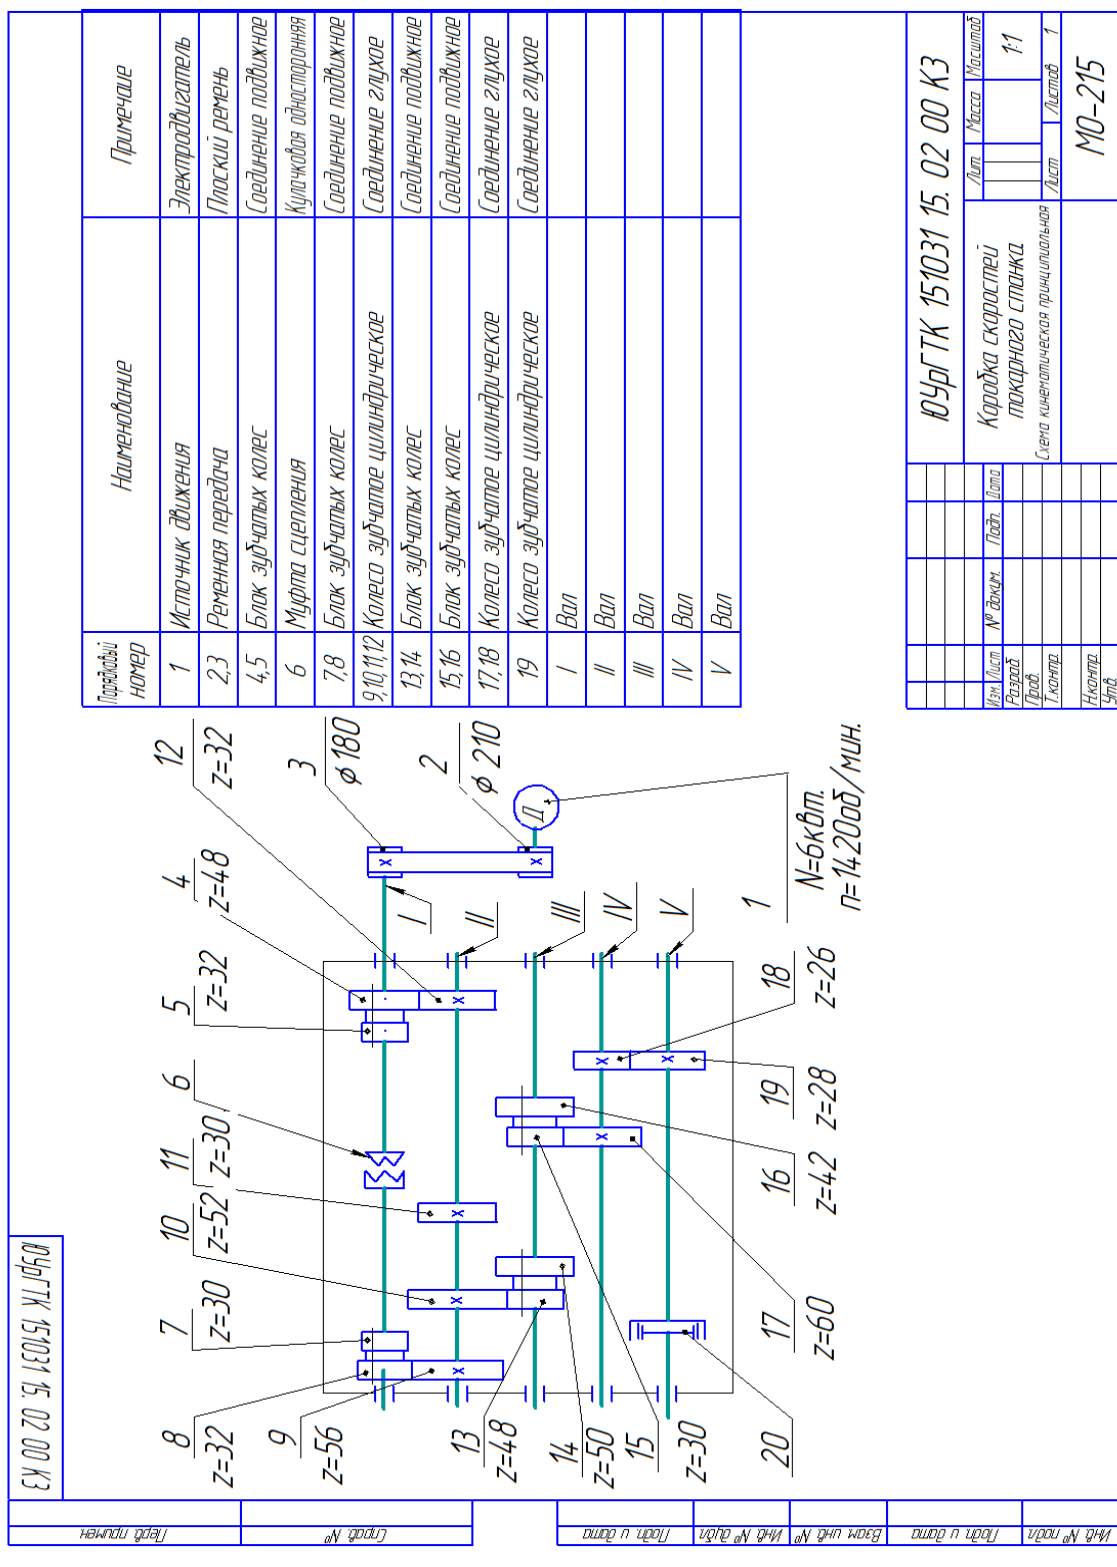 ЮУрГТК 151031 15. 02 00 КЗ
Перв. примен.
Справ. №
Подп. и дата
Инв. № дубл.
Взам. инв. №
Подп. и дата
Инв. № подл.
8
z=32
7
z=30
10
z=52
11
z=30
6
5
z=32
4
z=48
12
z=32
9
z=56
3
ϕ180
2
ϕ 210
Д
I
II
III
IV
V
13
z=48
14
z=50
15
z=30
20
17
z=60
16
z=42
19
z=28
18
z=26
1
N=6квт.
n=1420об/мин.
Порядковый номер Наименование Примечаие
1 Источник движения Электродвигатель
2,3 Ременная передача Плоский ремень
4,5 Блок зубчатых колес Соединение подвижное
6 Муфта сцепления Кулачковая односторонняя
7,8 Блок зубчатых колес Соединение подвижное
9,10,11,12 Колесо зубчатое цилиндрическое Соединение глухое
13,14 Блок зубчатых колес Соединение подвижное
15,16 Блок зубчатых колес Соединение подвижное
17,18 Колесо зубчатое цилиндрическое Соединение глухое
19 Колесо зубчатое цилиндрическое Соединение глухое
I Вал
II Вал
III Вал
IV Вал
V Вал
ЮУрГТК 151031 15. 02 00 КЗ
Изм. Лист № докум. Подп. Дата
Разраб.
Пров.
Т.контр.
Н.контр.
Утв.
Коробка скоростей
токарного станка
Схема кинематическая принципиальная
Лит. Масса Масштаб
1:1
Лист Листов 1
МО-215